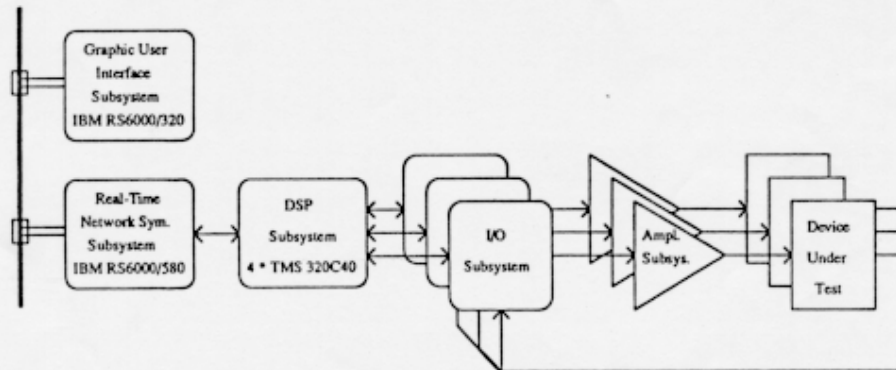 Graphic User
Interface
Subsystem
IBM RS6000/320
Real-Time
Network Sym.
Subsystem
IBM RS6000/580
DSP
Subsystem
4 * TMS 320C40
I/O
Subsystem
Ampl.
Subsys.
Device
Under
Test